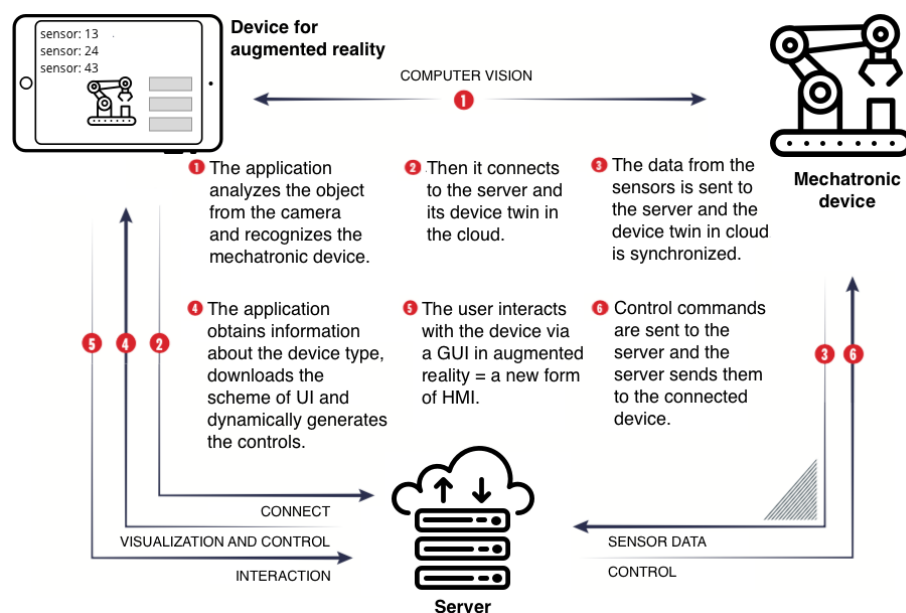 sensor: 13
sensor: 24
sensor: 43
Device for
augmented reality
COMPUTER VISION
1
Mechatronic
device
1 The application
analyzes the object
from the camera
and recognizes the
mechatronic device.
2 Then it connects
to the server and
its device twin in
the cloud.
3 The data from the
sensors is sent to
the server and the
device twin in cloud
is synchronized.
4 The application
obtains information
about the device type,
downloads the
scheme of UI and
dynamically generates
the controls.
5 The user interacts
with the device via
a GUI in augmented
reality = a new form
of HMI.
6 Control commands
are sent to the
server and the
server sends them
to the connected
device.
5 4 2
3 6
CONNECT
VISUALIZATION AND CONTROL
INTERACTION
SENSOR DATA
CONTROL
Server